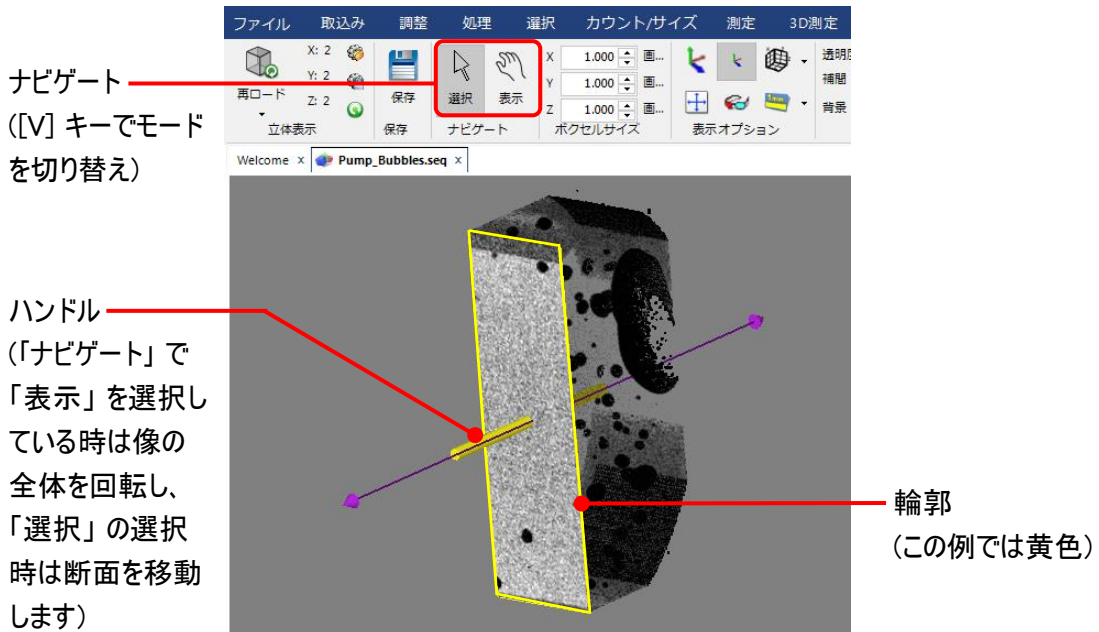 ファイル 取込み 調整 処理 選択 カウント/サイズ 測定 3D測定
X: 2
Y: 2
Z: 2
再ロード
立体表示
保存
保存
選択 表示
ナビゲート
X 1.000 画...
Y 1.000 画...
Z 1.000 画...
ボクセルサイズ
表示オプション
補間
背景
Welcome x Pump_Bubbles.seq x
ナビゲート
([V] キーでモード
を切り替え)
ハンドル
(「ナビゲート」で
「表示」を選択し
ている時は像の
全体を回転し、
「選択」の選択
時は断面を移動
します)
輪郭
(この例では黄色)